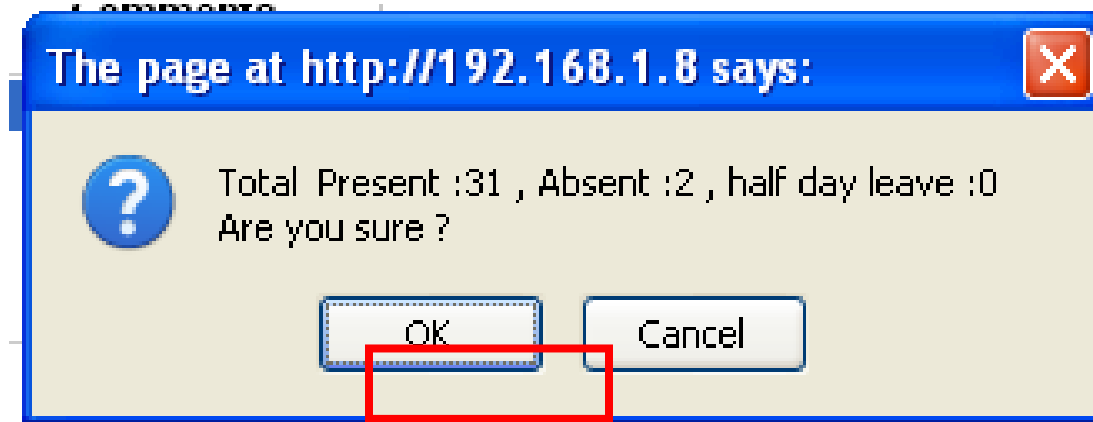 The page at http://192.168.1.8 says:
Total Present :31 , Absent :2 , half day leave :0
Are you sure ?
OK
Cancel